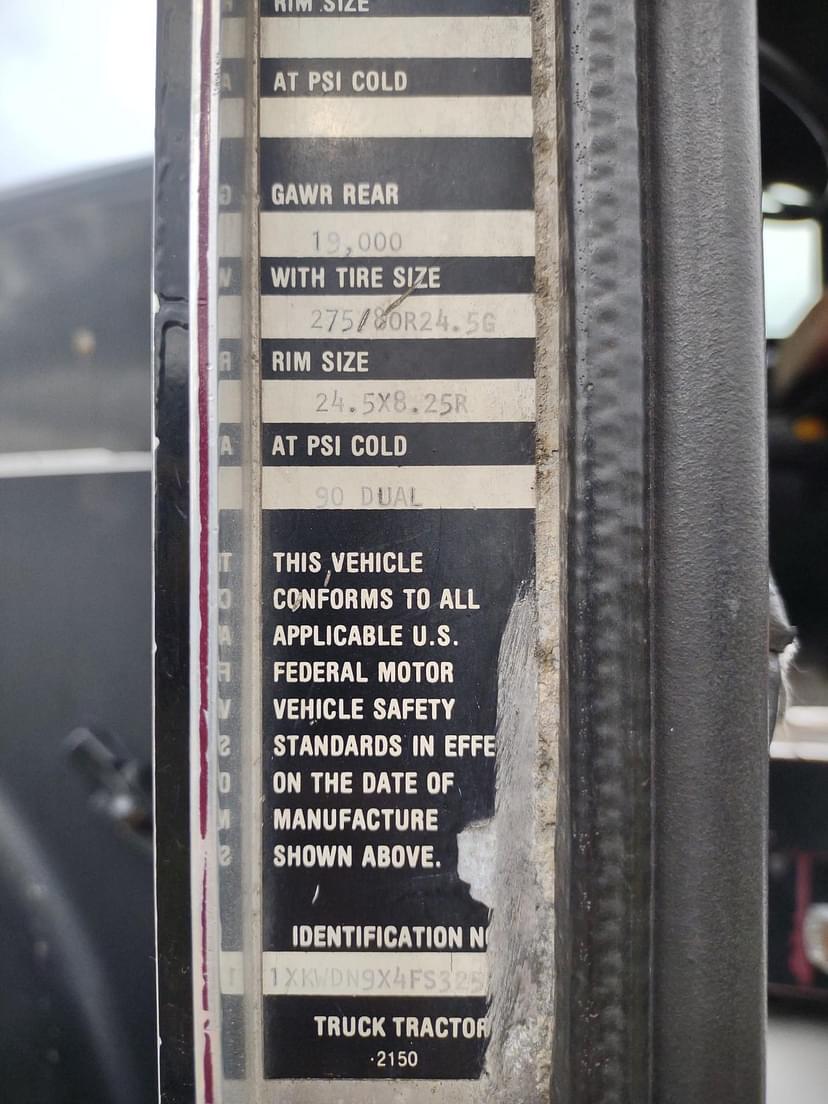 RIM SIZE
AT PSI COLD
GAWR REAR
19,000
WITH TIRE SIZE
275/80R24.5G
RIM SIZE
24.5X8.25R
AT PSI COLD
90 DUAL
THIS VEHICLE
CONFORMS TO ALL
APPLICABLE U.S.
FEDERAL MOTOR
VEHICLE SAFETY
STANDARDS IN EFFE
ON THE DATE OF
MANUFACTURE
SHOWN ABOVE.
IDENTIFICATION N
1XKWDN9X4FS325
TRUCK TRACTOR
2150